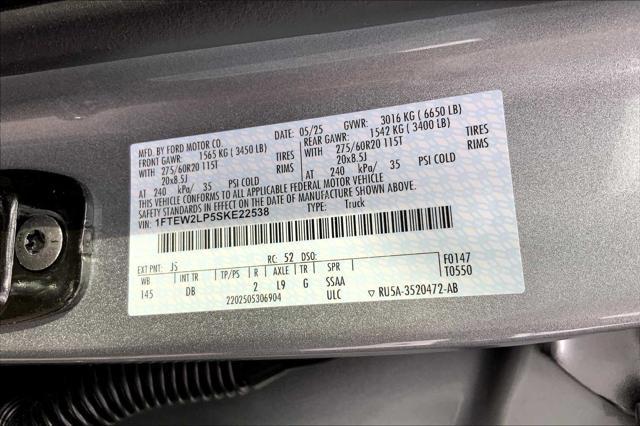 MFD. BY FORD MOTOR CO. DATE: 05/25 GVWR: 3016 KG ( 6650 LB)
FRONT GAWR: 1565 KG ( 3450 LB) REAR GAWR: 1542 KG ( 3400 LB)
WITH 275/60R20 115T TIRES WITH 275/60R20 115T TIRES
20x8.5J RIMS 20x8.5J RIMS
AT 240 kPa/ 35 PSI COLD AT 240 kPa/ 35 PSI COLD
THIS VEHICLE CONFORMS TO ALL APPLICABLE FEDERAL MOTOR VEHICLE
SAFETY STANDARDS IN EFFECT ON THE DATE OF MANUFACTURE SHOWN ABOVE.
VIN: 1FTEW2LP5SKE22538 TYPE: Truck
EXT PNT: JS RC: 52 DSO: F0147
WB INT TR TP/PS R AXLE TR SPR T0550
145 DB 2 L9 G SSAA
2202505306904 ULC ▽ RU5A-3520472-AB